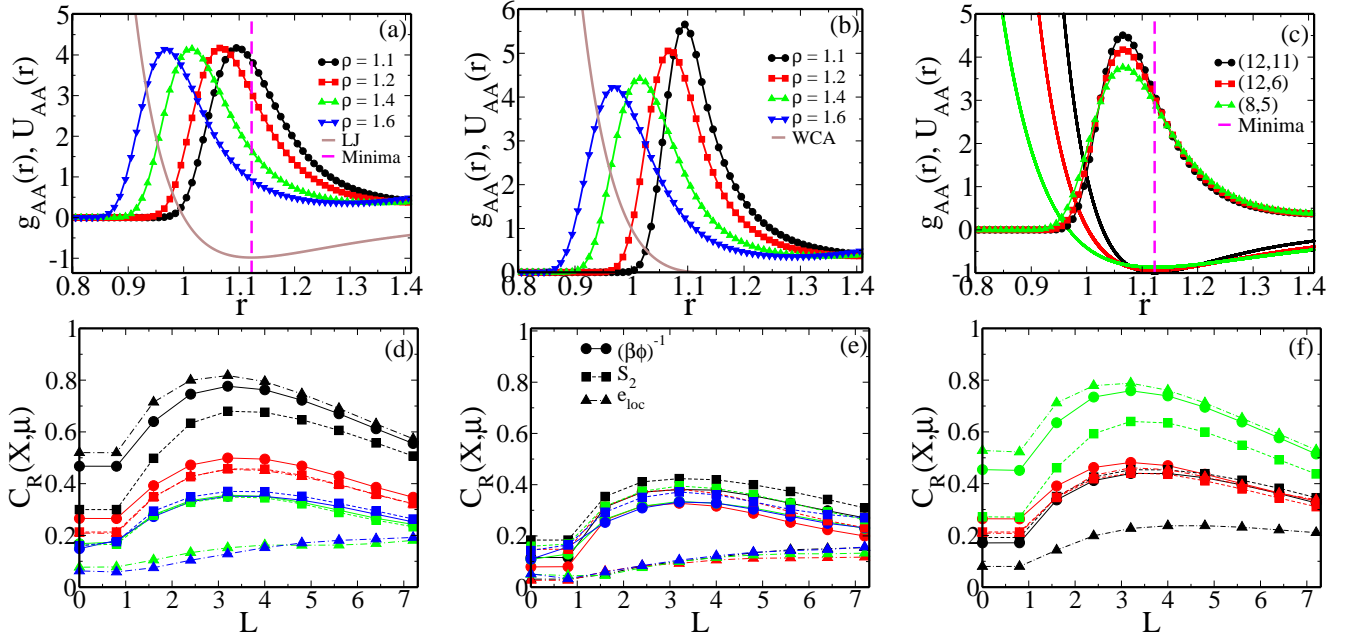 (a)
g_AA(r), U_AA(r)
5
4
3
2
1
0
-1
ρ = 1.1
ρ = 1.2
ρ = 1.4
ρ = 1.6
LJ
Minima
0.8 0.9 1 1.1 1.2 1.3 1.4
r
(b)
g_AA(r), U_AA(r)
6
5
4
3
2
1
0
ρ = 1.1
ρ = 1.2
ρ = 1.4
ρ = 1.6
WCA
0.8 0.9 1 1.1 1.2 1.3 1.4
r
(c)
g_AA(r), U_AA(r)
5
4
3
2
1
0
-1
(12,11)
(12,6)
(8,5)
Minima
0.8 0.9 1 1.1 1.2 1.3 1.4
r
(d)
C_R(X,μ)
1
0.8
0.6
0.4
0.2
0
0 1 2 3 4 5 6 7
L
(e)
C_R(X,μ)
1
0.8
0.6
0.4
0.2
0
(βϕ)^-1
S_2
e_loc
0 1 2 3 4 5 6 7
L
(f)
C_R(X,μ)
1
0.8
0.6
0.4
0.2
0
0 1 2 3 4 5 6 7
L